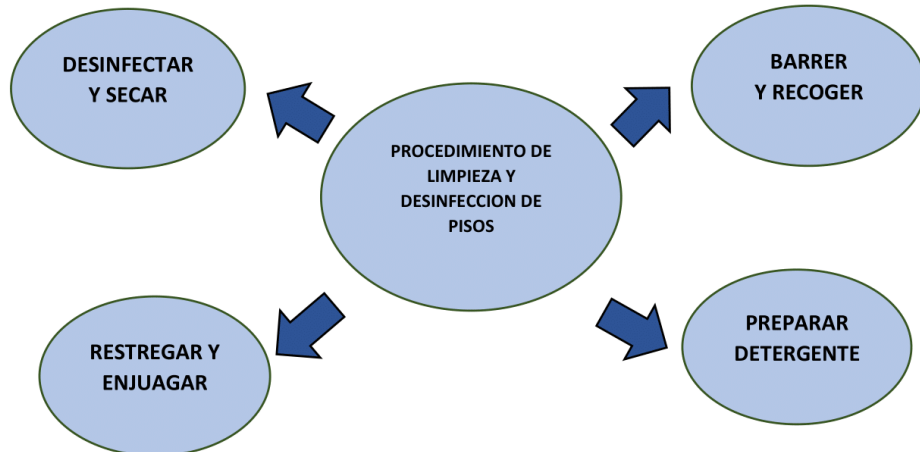 DESINFECTAR
Y SECAR
BARRER
Y RECOGER
PROCEDIMIENTO DE
LIMPIEZA Y
DESINFECCION DE
PISOS
RESTREGAR Y
ENJUAGAR
PREPARAR
DETERGENTE